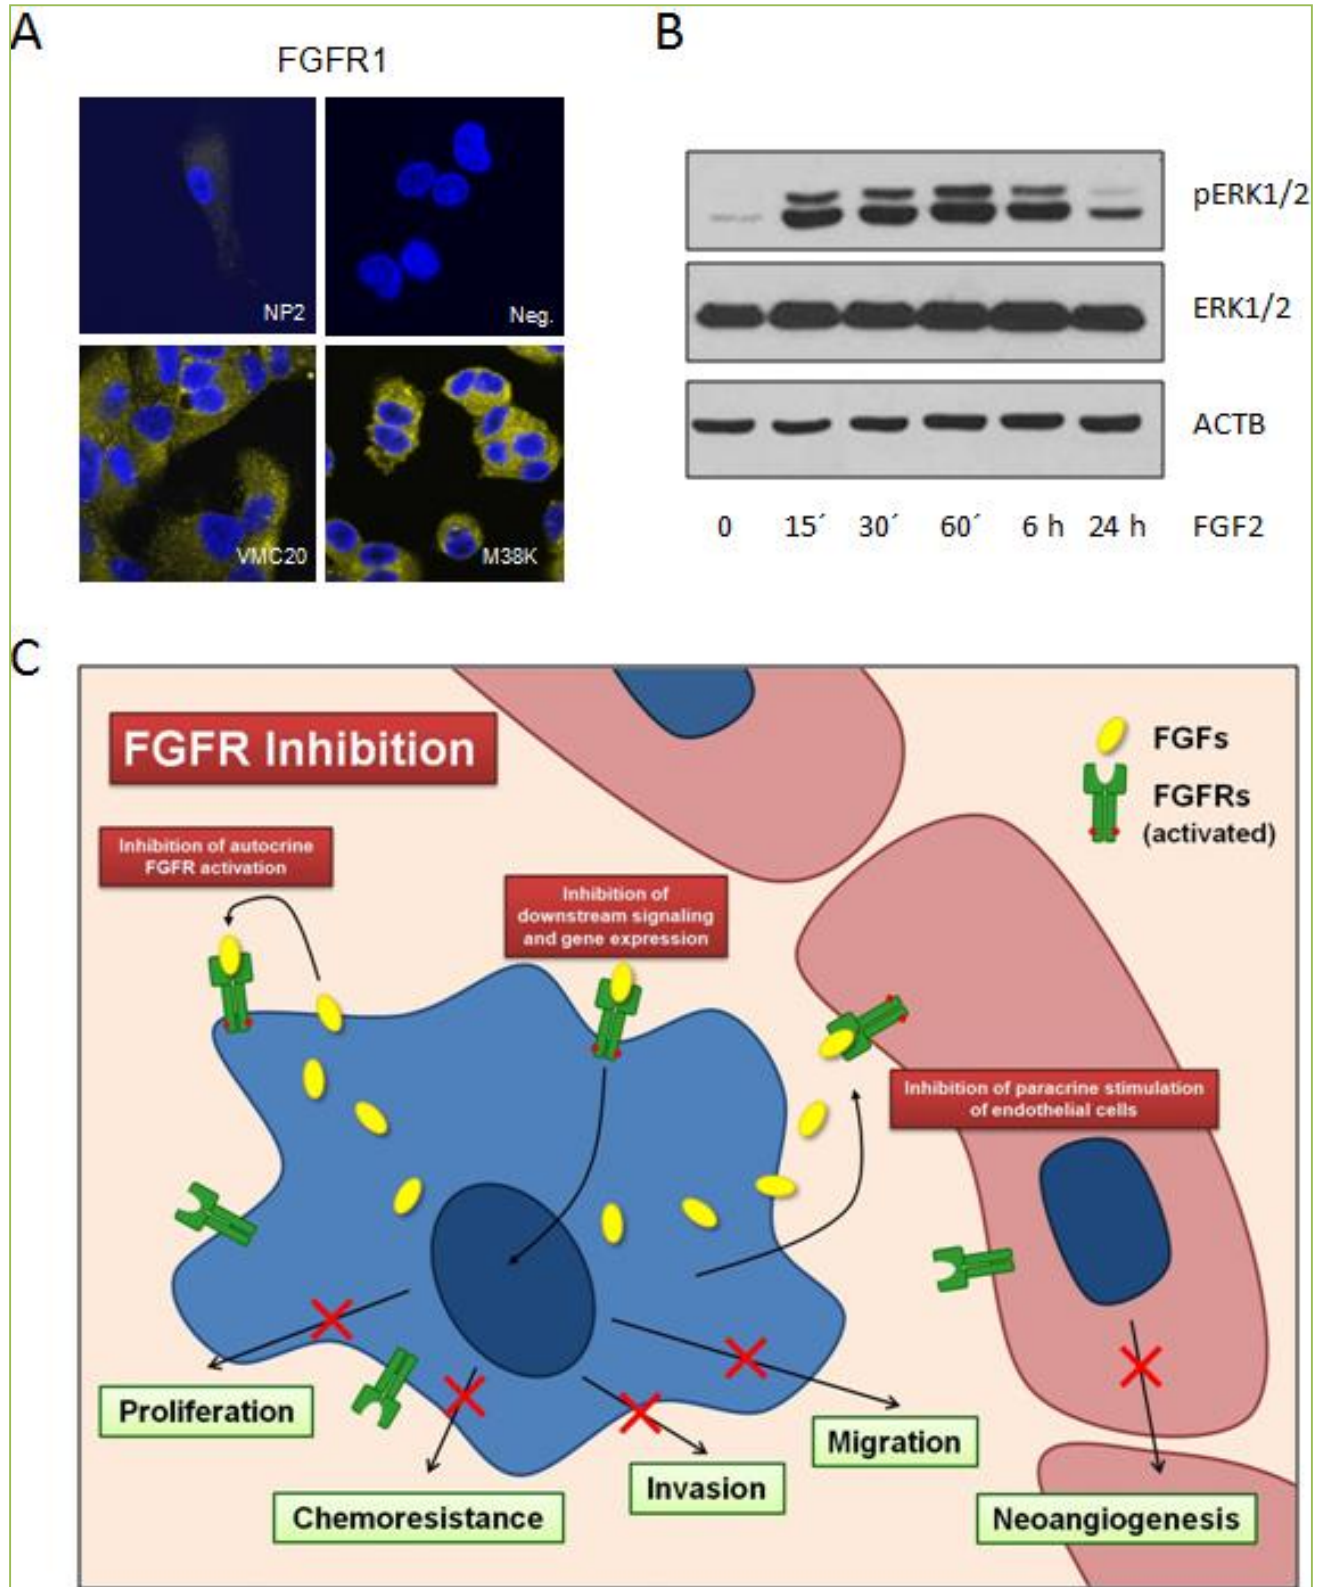 A
FGFR1
NP2
Neg.
VMC20
M38K
B
pERK1/2
ERK1/2
ACTB
0 15´ 30´ 60´ 6 h 24 h FGF2
C
FGFR Inhibition
FGFs
FGFRs
(activated)
Inhibition of autocrine
FGFR activation
Inhibition of
downstream signaling
and gene expression
Inhibition of paracrine stimulation
of endothelial cells
Proliferation
Chemoresistance
Invasion
Migration
Neoangiogenesis